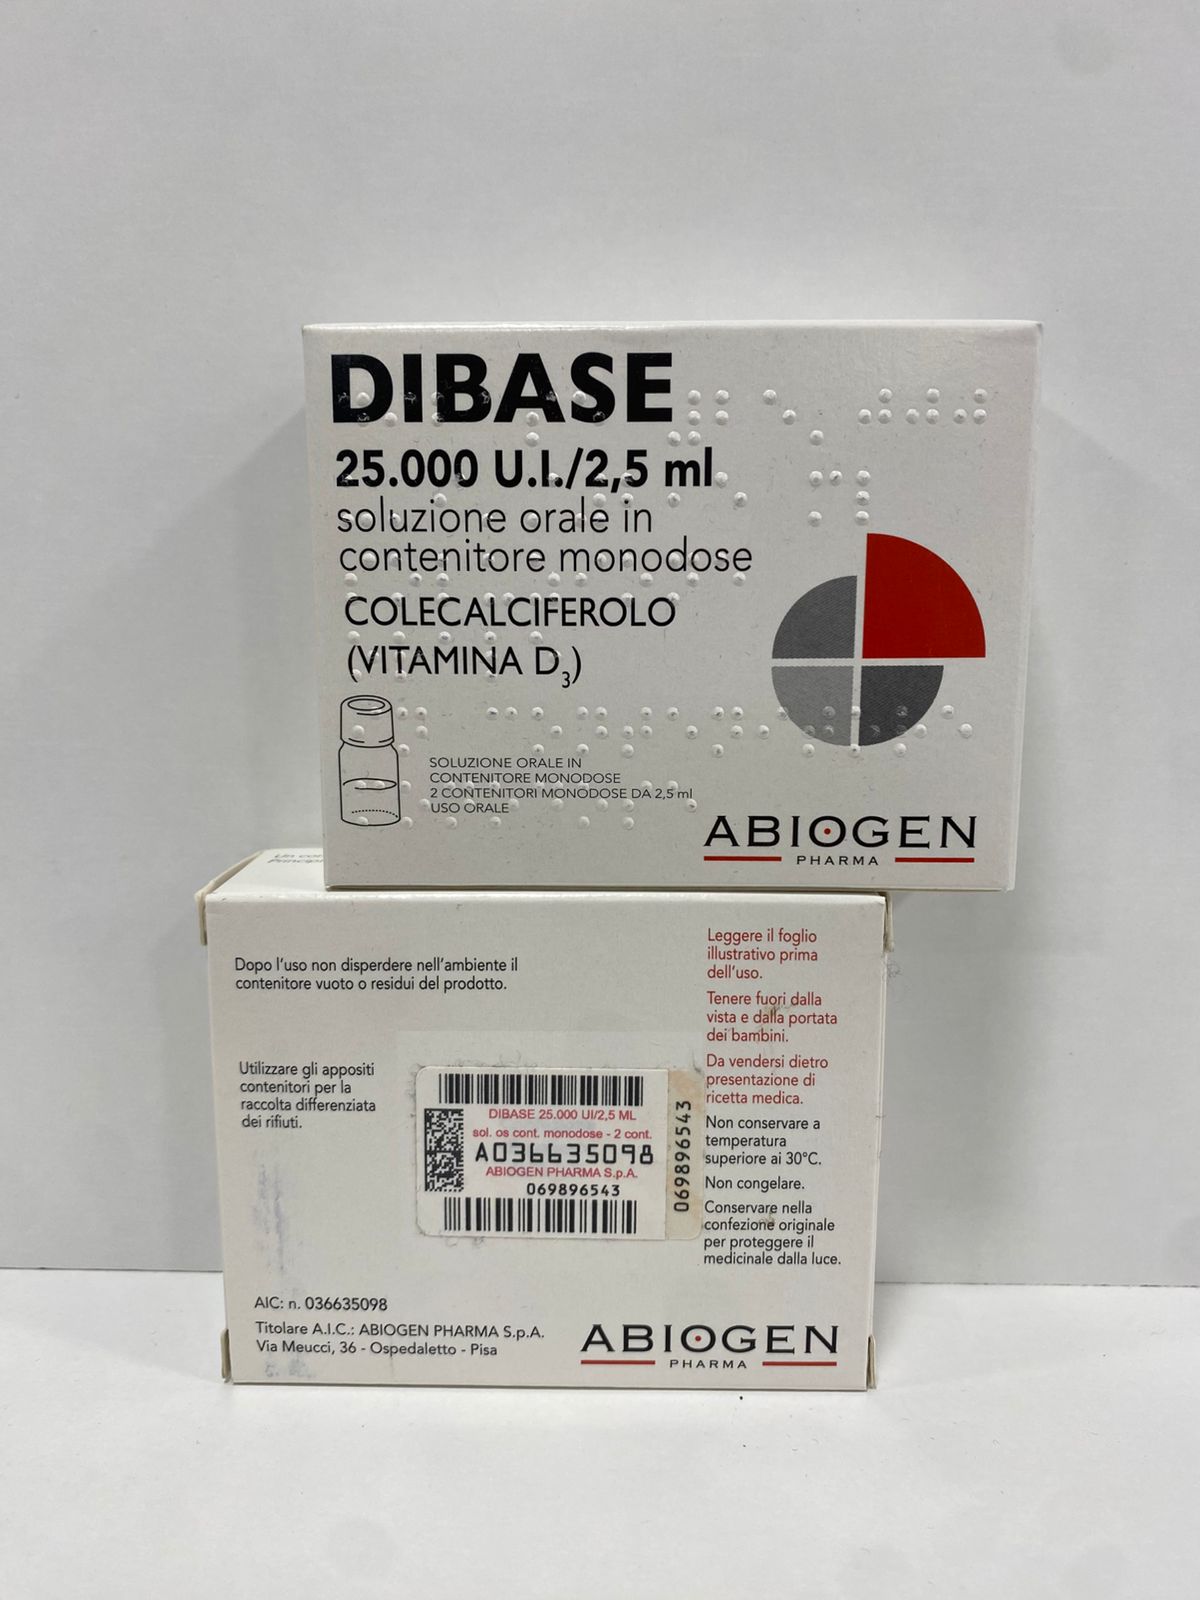 DIBASE
25.000 U.I./2,5 ml
soluzione orale in
contenitore monodose
COLECALCIFEROLO
(VITAMINA D3)
SOLUZIONE ORALE IN
CONTENITORE MONODOSE
2 CONTENITORI MONODOSE DA 2,5 ml
USO ORALE
ABIOGEN
PHARMA
Un
Dopo l'uso non disperdere nell'ambiente il
contenitore vuoto o residui del prodotto.
Utilizzare gli appositi
contenitori per la
raccolta differenziata
dei rifiuti.
DIBASE 25.000 UI/2,5 ML
sol. os cont. monodose - 2 cont.
A036635098
ABIOGEN PHARMA S.p.A.
069896543
069896543
Leggere il foglio
illustrativo prima
dell'uso.
Tenere fuori dalla
vista e dalla portata
dei bambini.
Da vendersi dietro
presentazione di
ricetta medica.
Non conservare a
temperatura
superiore ai 30°C.
Non congelare.
Conservare nella
confezione originale
per proteggere il
medicinale dalla luce.
AIC: n. 036635098
Titolare A.I.C.: ABIOGEN PHARMA S.p.A.
Via Meucci, 36 - Ospedaletto - Pisa
ABIOGEN
PHARMA